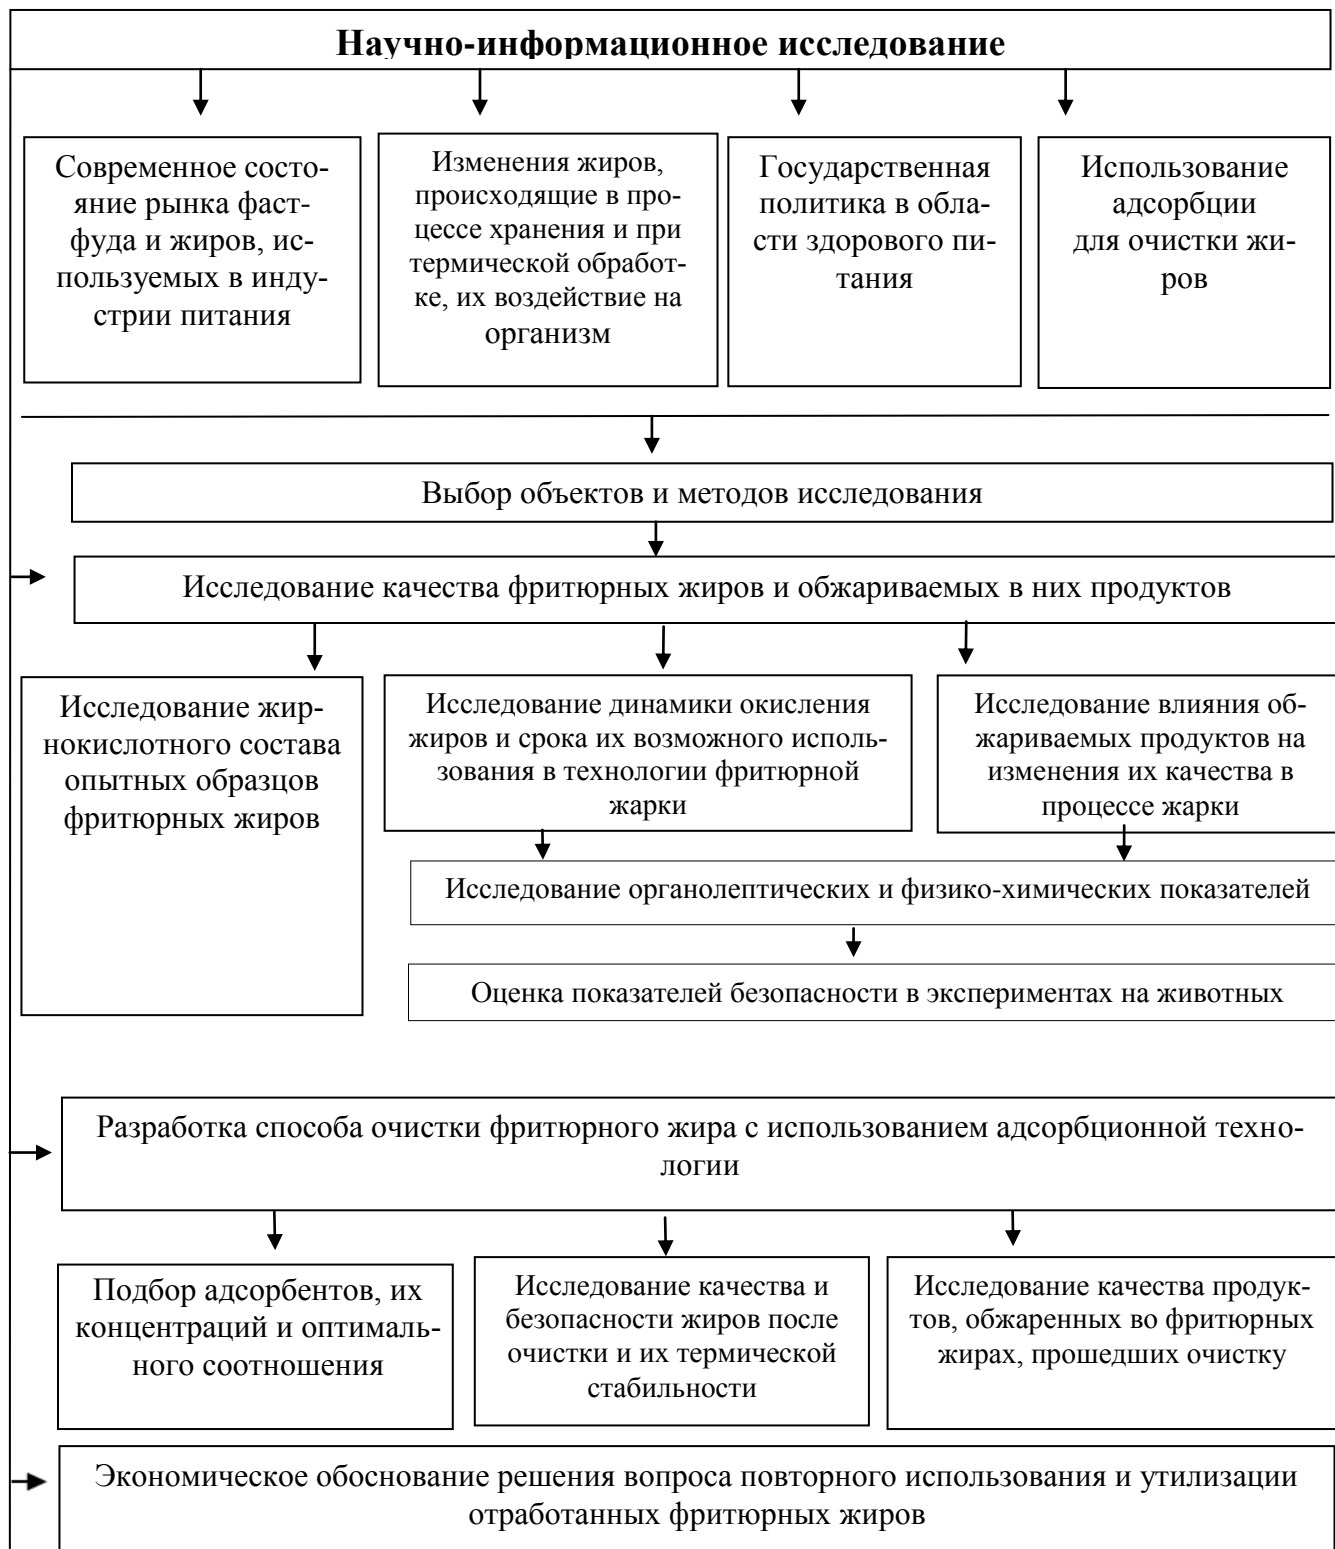 Научно-информационное исследование
Современное состо-
яние рынка фаст-
фуда и жиров, ис-
пользуемых в инду-
стрии питания
Изменения жиров,
происходящие в про-
цессе хранения и при
термической обработ-
ке, их воздействие на
организм
Государственная
политика в обла-
сти здорового пи-
тания
Использование
адсорбции
для очистки жи-
ров
Выбор объектов и методов исследования
Исследование качества фритюрных жиров и обжариваемых в них продуктов
Исследование жир-
нокислотного состава
опытных образцов
фритюрных жиров
Исследование динамики окисления
жиров и срока их возможного исполь-
зования в технологии фритюрной
жарки
Исследование влияния об-
жариваемых продуктов на
изменения их качества в
процессе жарки
Исследование органолептических и физико-химических показателей
Оценка показателей безопасности в экспериментах на животных
Разработка способа очистки фритюрного жира с использованием адсорбционной техно-
логии
Подбор адсорбентов, их
концентраций и оптималь-
ного соотношения
Исследование качества и
безопасности жиров после
очистки и их термической
стабильности
Исследование качества продук-
тов, обжаренных во фритюрных
жирах, прошедших очистку
Экономическое обоснование решения вопроса повторного использования и утилизации
отработанных фритюрных жиров